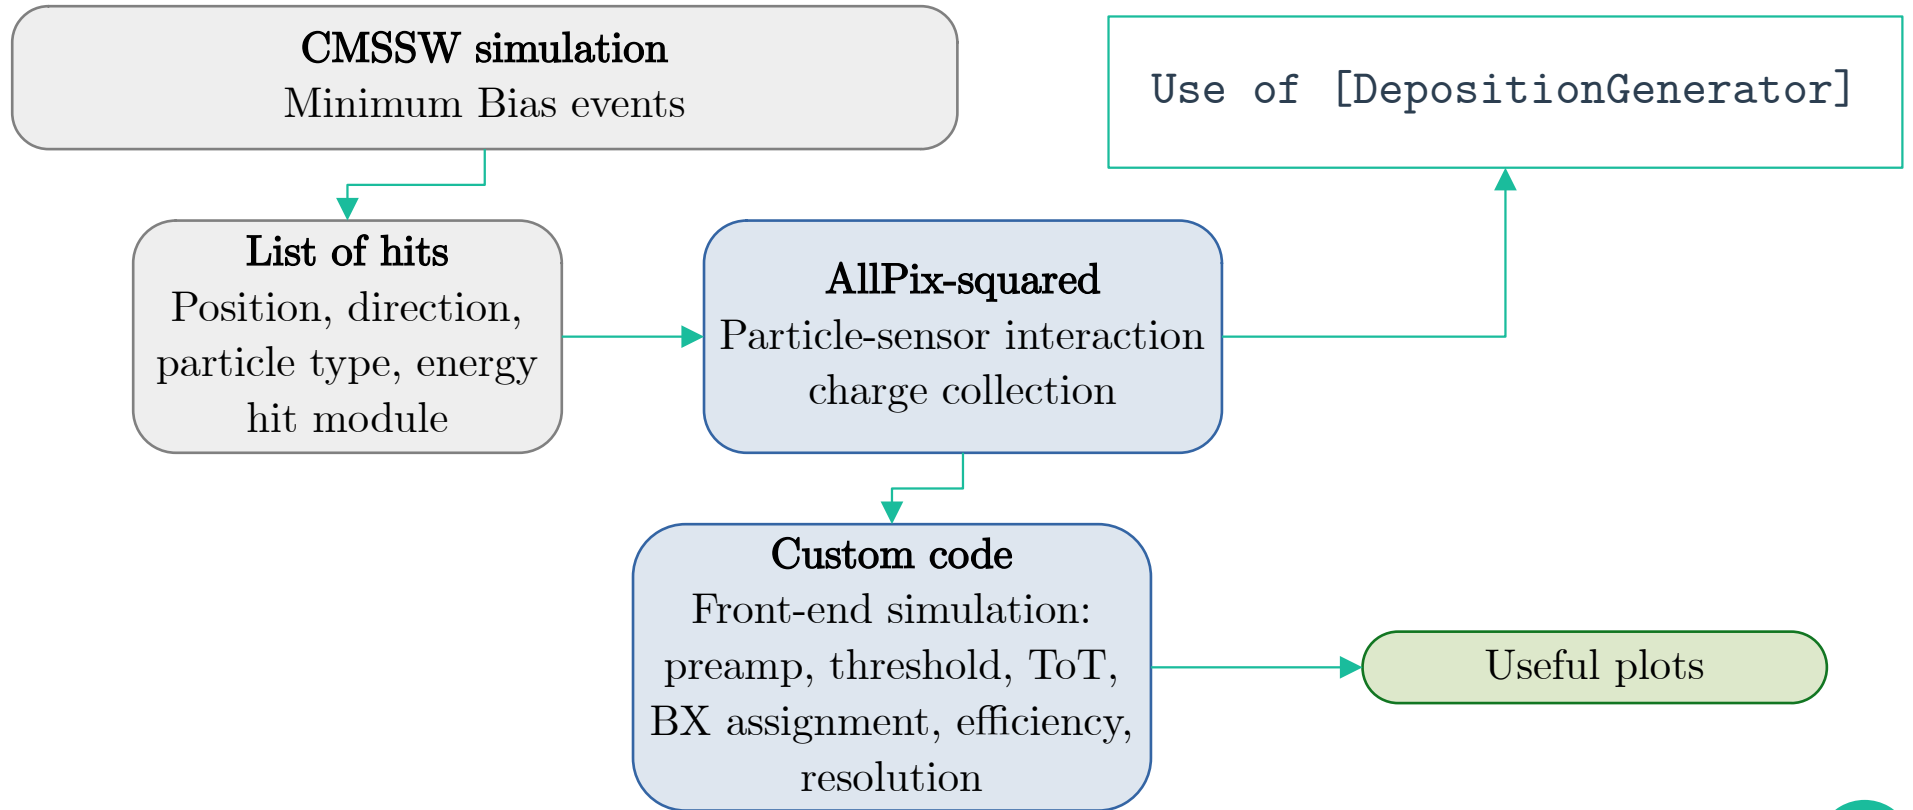 CMSSW simulation
Minimum Bias events
Use of [DepositionGenerator]
List of hits
Position, direction,
particle type, energy
hit module
AllPix-squared
Particle-sensor interaction
charge collection
Custom code
Front-end simulation:
preamp, threshold, ToT,
BX assignment, efficiency,
resolution
Useful plots